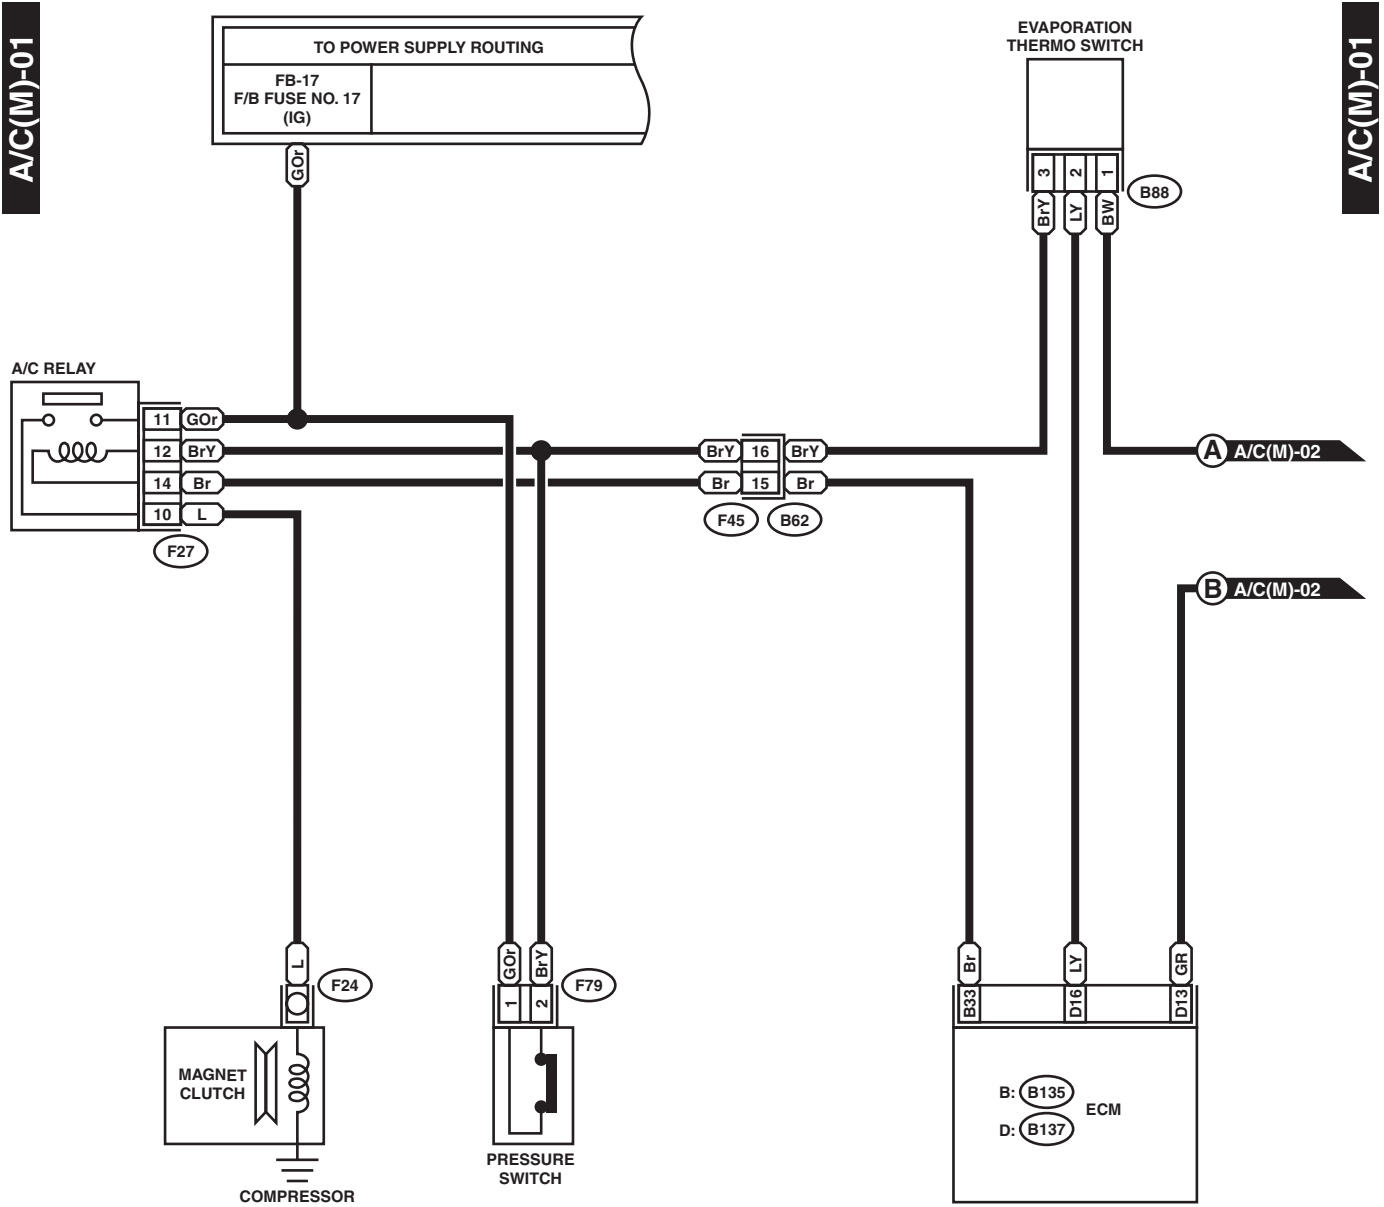 A/C(M)-01
A/C(M)-01
TO POWER SUPPLY ROUTING
FB-17
F/B FUSE NO. 17
(IG)
GOr
EVAPORATION
THERMO SWITCH
3 2 1
B88
BrY LY BW
A/C RELAY
11 GOr
12 BrY
14 Br
10 L
F27
BrY 16 BrY
Br 15 Br
F45 B62
A A/C(M)-02
B A/C(M)-02
L
F24
MAGNET
CLUTCH
COMPRESSOR
GOr BrY
1 2
F79
PRESSURE
SWITCH
Br LY GR
B33 D16 D13
B: B135
ECM
D: B137